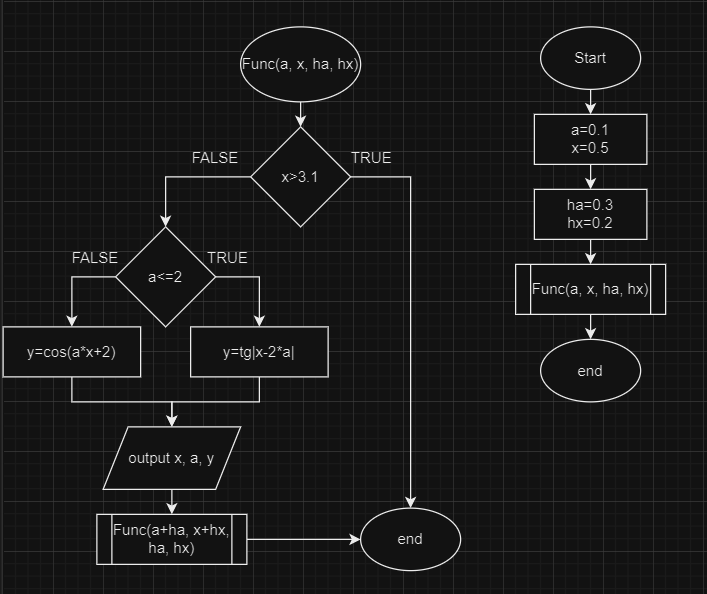 Func(a, x, ha, hx)
FALSE
TRUE
x>3.1
FALSE
TRUE
a<=2
y=cos(a*x+2)
y=tg|x-2*a|
output x, a, y
Func(a+ha, x+hx,
ha, hx)
end
Start
a=0.1
x=0.5
ha=0.3
hx=0.2
Func(a, x, ha, hx)
end